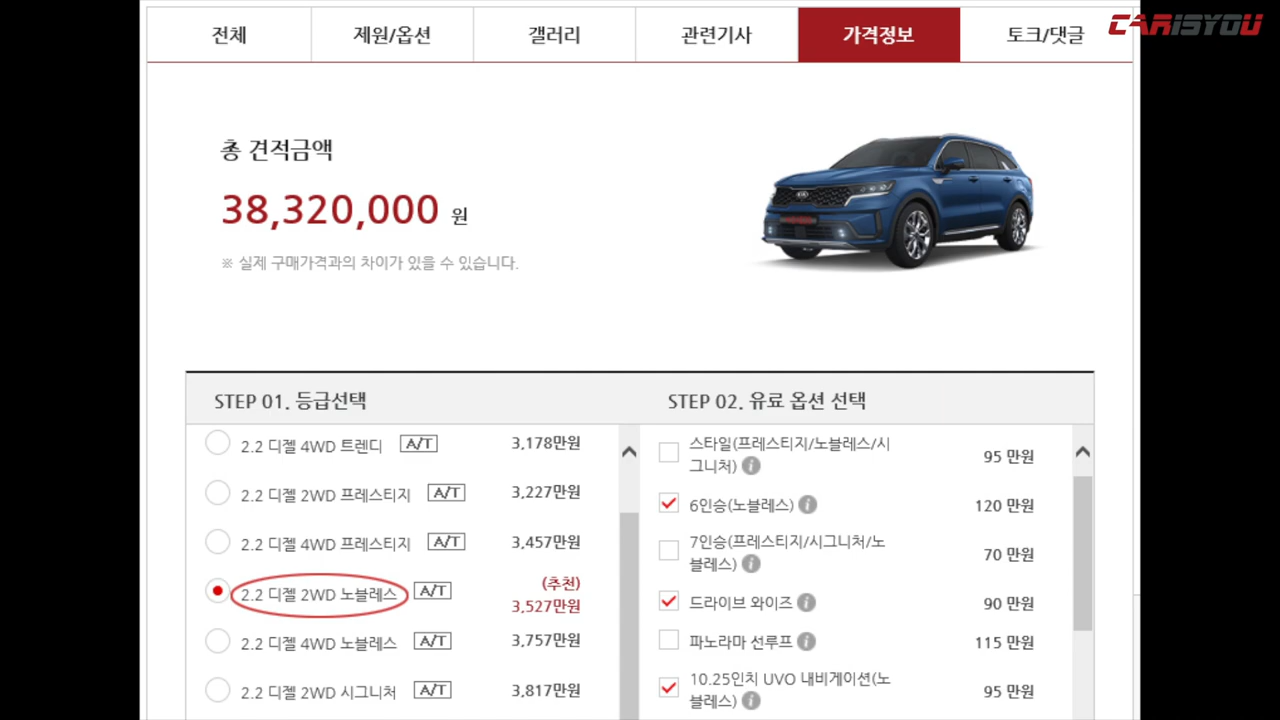 전체 제원/옵션 갤러리 관련기사 가격정보 토크/댓글
CARISYOU
총 견적금액
38,320,000 원
※ 실제 구매가격과의 차이가 있을 수 있습니다.
STEP 01. 등급선택
2.2 디젤 4WD 트렌디 A/T 3,178만원
2.2 디젤 2WD 프레스티지 A/T 3,227만원
2.2 디젤 4WD 프레스티지 A/T 3,457만원
(추천)
2.2 디젤 2WD 노블레스 A/T 3,527만원
2.2 디젤 4WD 노블레스 A/T 3,757만원
2.2 디젤 2WD 시그니처 A/T 3,817만원
STEP 02. 유료 옵션 선택
스타일(프레스티지/노블레스/시
그니처) 95 만원
6인승(노블레스) 120 만원
7인승(프레스티지/시그니처/노
블레스) 70 만원
드라이브 와이즈 90 만원
파노라마 선루프 115 만원
10.25인치 UVO 내비게이션(노
블레스) 95 만원